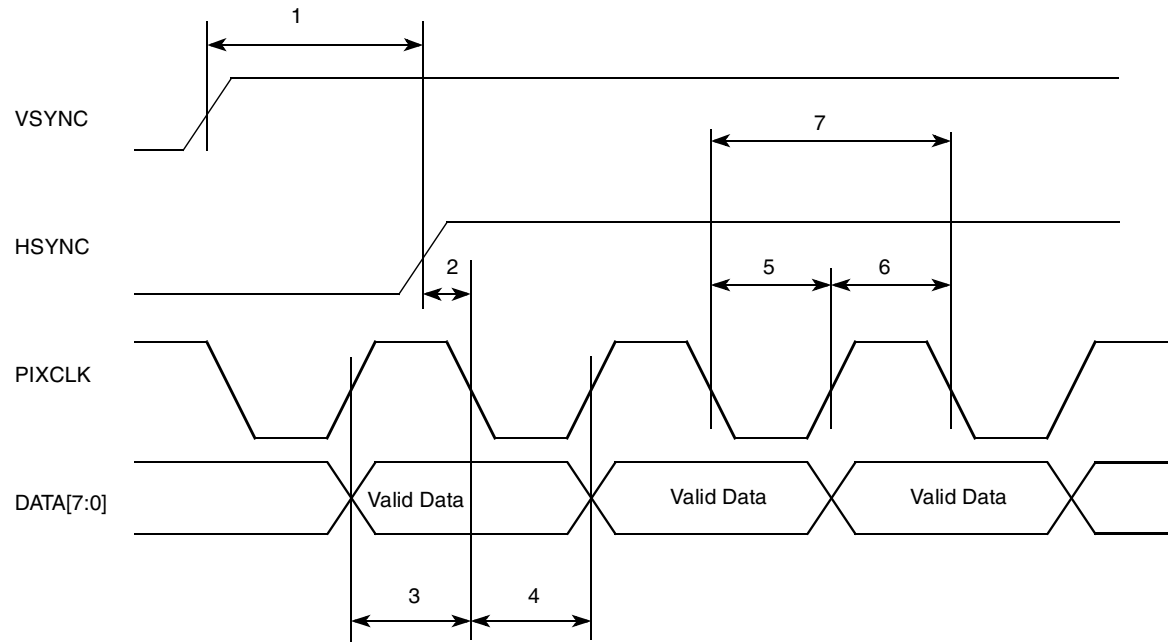 1
VSYNC
7
HSYNC
2
5
6
PIXCLK
DATA[7:0]
Valid Data
Valid Data
Valid Data
3
4